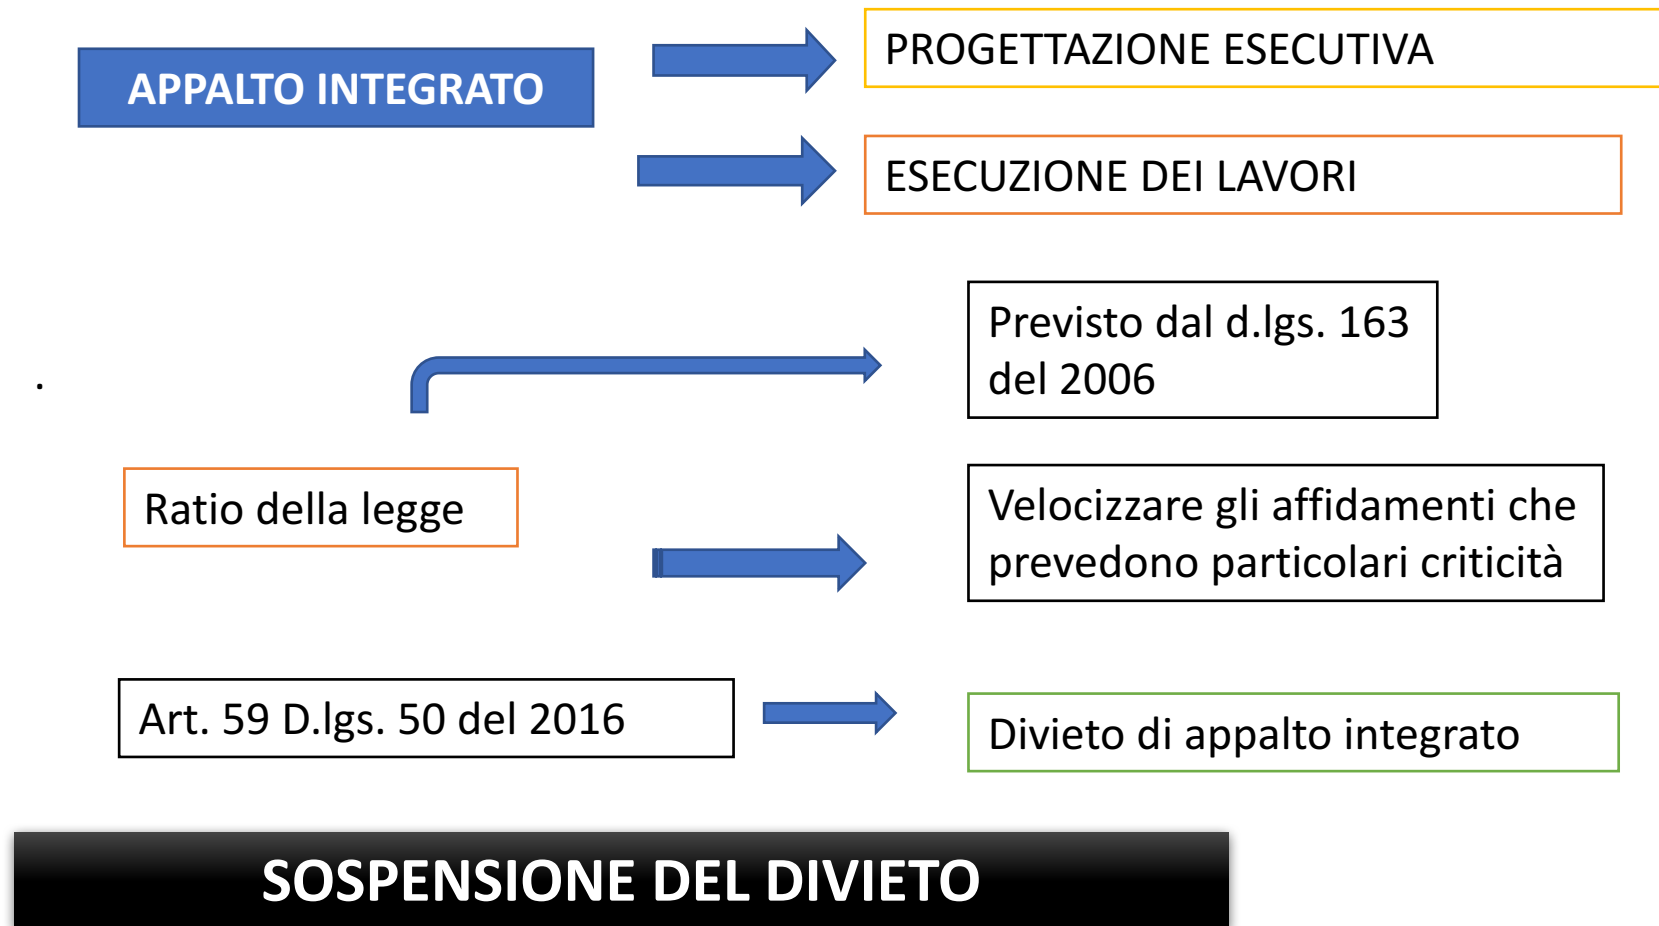 APPALTO INTEGRATO
PROGETTAZIONE ESECUTIVA
ESECUZIONE DEI LAVORI
Previsto dal d.lgs. 163
del 2006
.
Ratio della legge
Velocizzare gli affidamenti che
prevedono particolari criticità
Art. 59 D.lgs. 50 del 2016
Divieto di appalto integrato
SOSPENSIONE DEL DIVIETO